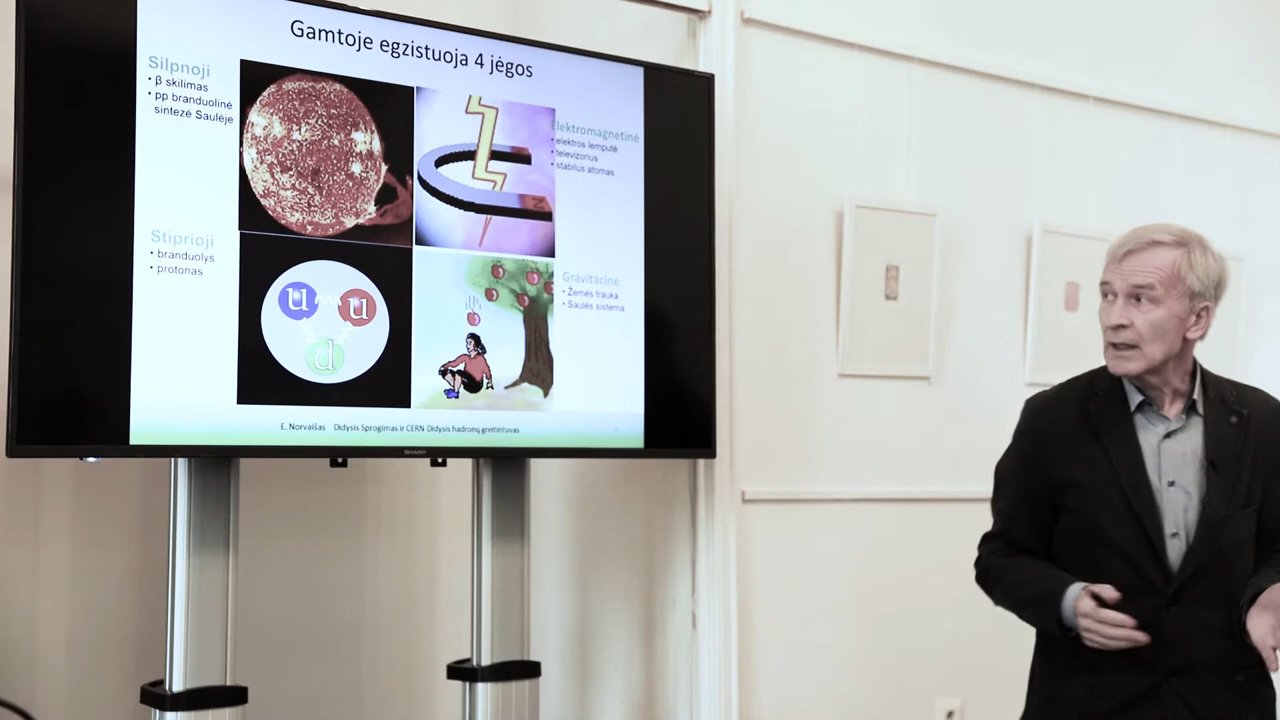 Gamtoje egzistuoja 4 jėgos
Silpnoji
• β skilimas
• pp branduolinė
sintezė Saulėje
Elektromagnetinė
• elektros lemputė
• televizorius
• stabilus atomas
N
Stiprioji
• branduolys
• protonas
u
u
d
Gravitacinė
• Žemės trauka
• Saulės sistema
E. Norvaišas Didysis Sprogimas ir CERN Didysis hadronų greitintuvas
SHARP